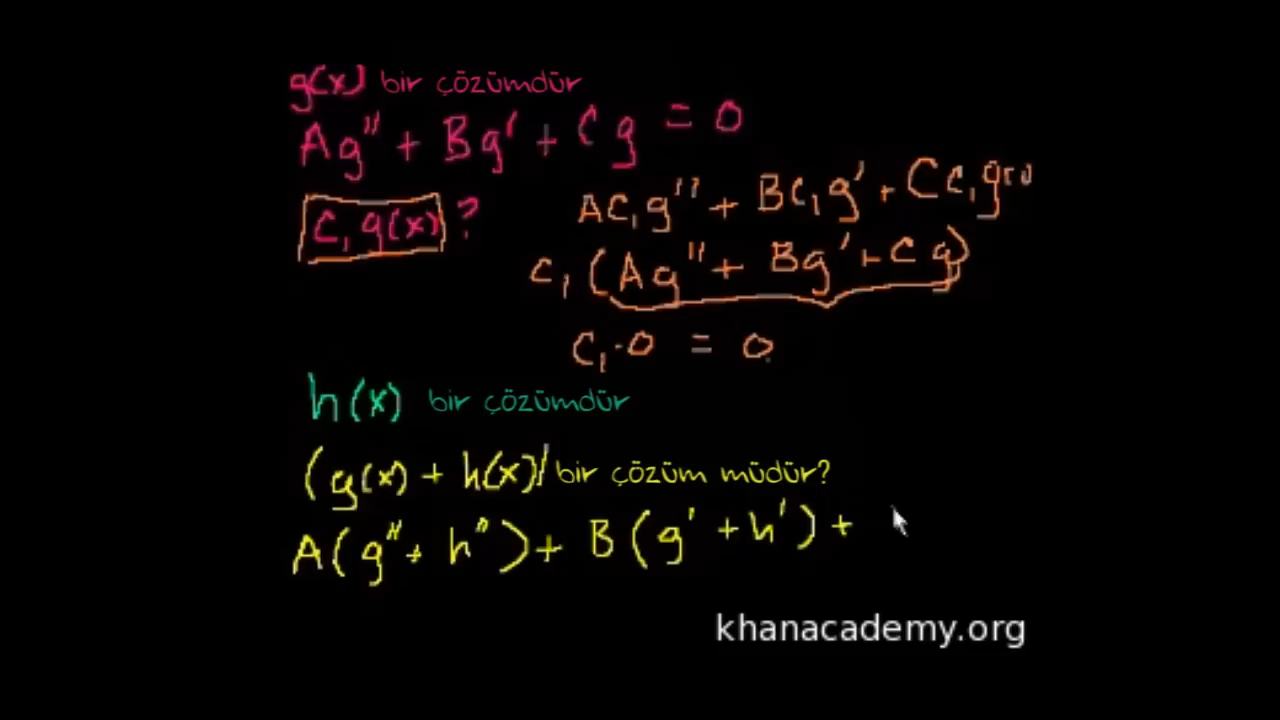 g(x) bir çözümdür
Ag" + Bg' + Cg = 0
C₁g(x) ?
AC₁g" + BC₁g' + CC₁g = 0
C₁(Ag" + Bg' + Cg)
C₁·0 = 0
h(x) bir çözümdür
(g(x) + h(x)) bir çözüm müdür?
A(g" + h") + B(g' + h') +
khanacademy.org